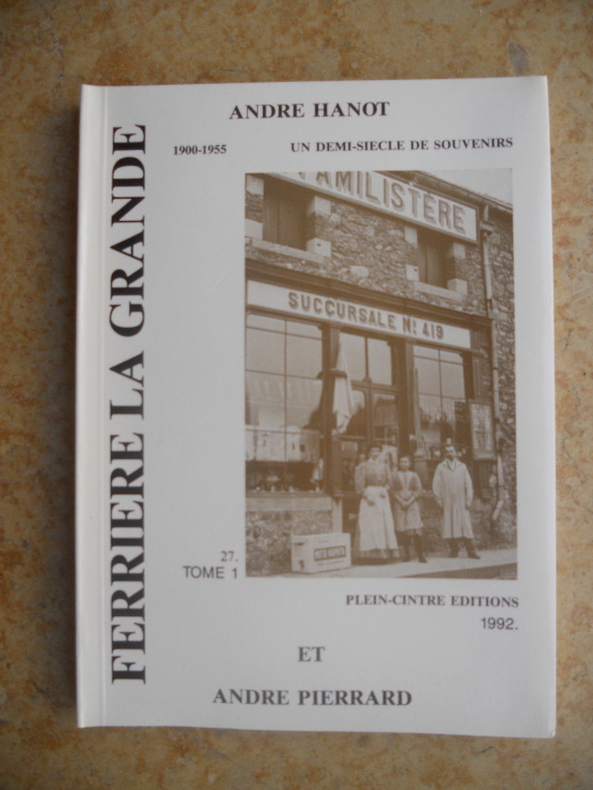 ANDRE HANOT
1900-1955 UN DEMI-SIECLE DE SOUVENIRS
FERRIERE LA GRANDE
FAMILISTÈRE
SUCCURSALE No. 419
27.
TOME 1
PLEIN-CINTRE EDITIONS
1992.
ET
ANDRE PIERRARD